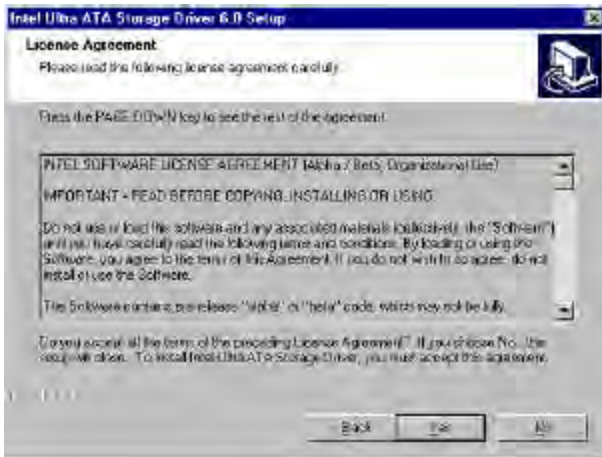 Intel Ultra ATA Storage Driver 6.0 Setup
License Agreement
Please read the following license agreement carefully.
Press the PAGE DOWN key to see the rest of the agreement.
INTEL SOFTWARE LICENSE AGREEMENT (Alpha / Beta, Organizational Use)
IMPORTANT - READ BEFORE COPYING, INSTALLING OR USING.
Do not use or load this software and any associated materials (collectively, the "Software")
until you have carefully read the following terms and conditions. By loading or using the
Software, you agree to the terms of this Agreement. If you do not wish to so agree, do not
install or use the Software.
The Software contains pre-release "alpha" or "beta" code, which may not be fully
Do you accept all the terms of the preceding License Agreement? If you choose No, the
setup will close. To install Intel Ultra ATA Storage Driver, you must accept this agreement.
Back
Yes
No